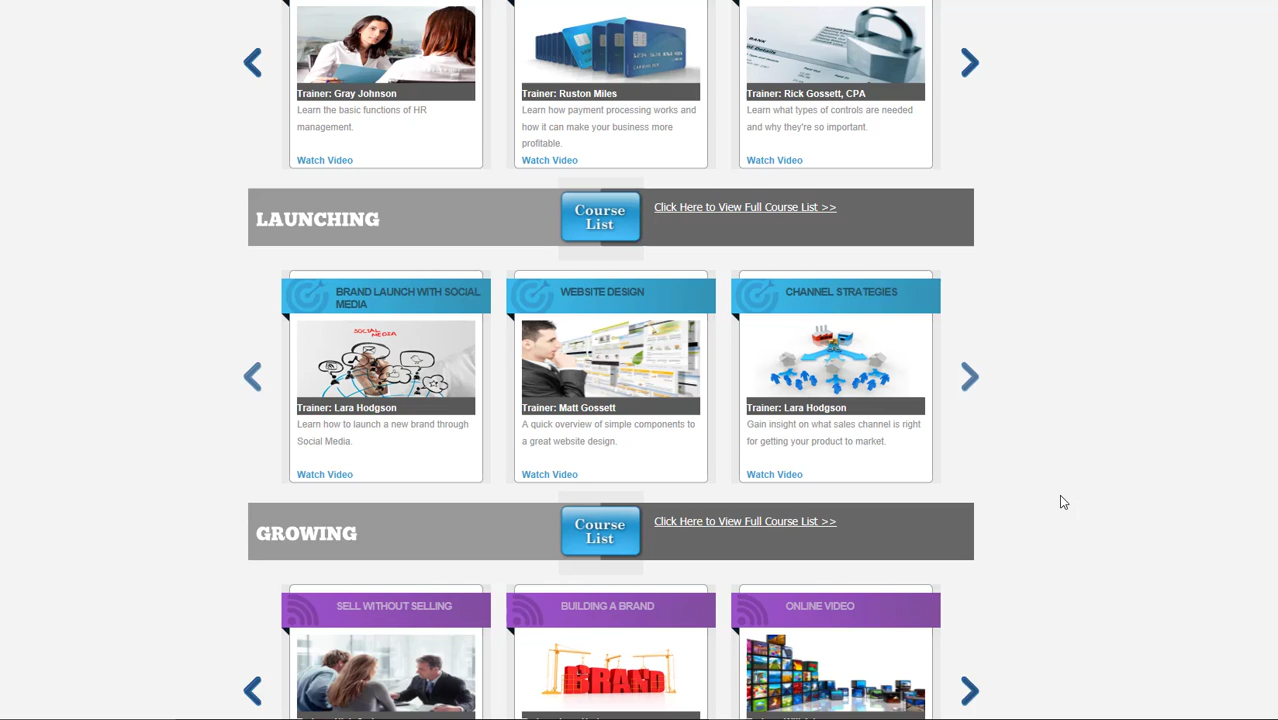 Trainer: Gray Johnson
Trainer: Ruston Miles
Trainer: Rick Gossett, CPA
Learn the basic functions of HR
management.
Learn how payment processing works and
how it can make your business more
profitable.
Learn what types of controls are needed
and why they're so important.
Watch Video
Watch Video
Watch Video
LAUNCHING
Course
List
Click Here to View Full Course List >>
BRAND LAUNCH WITH SOCIAL
MEDIA
WEBSITE DESIGN
CHANNEL STRATEGIES
SOCIAL
MEDIA
Trainer: Lara Hodgson
Trainer: Matt Gossett
Trainer: Lara Hodgson
Learn how to launch a new brand through
Social Media.
A quick overview of simple components to
a great website design.
Gain insight on what sales channel is right
for getting your product to market.
Watch Video
Watch Video
Watch Video
GROWING
Course
List
Click Here to View Full Course List >>
SELL WITHOUT SELLING
BUILDING A BRAND
ONLINE VIDEO
BRAND